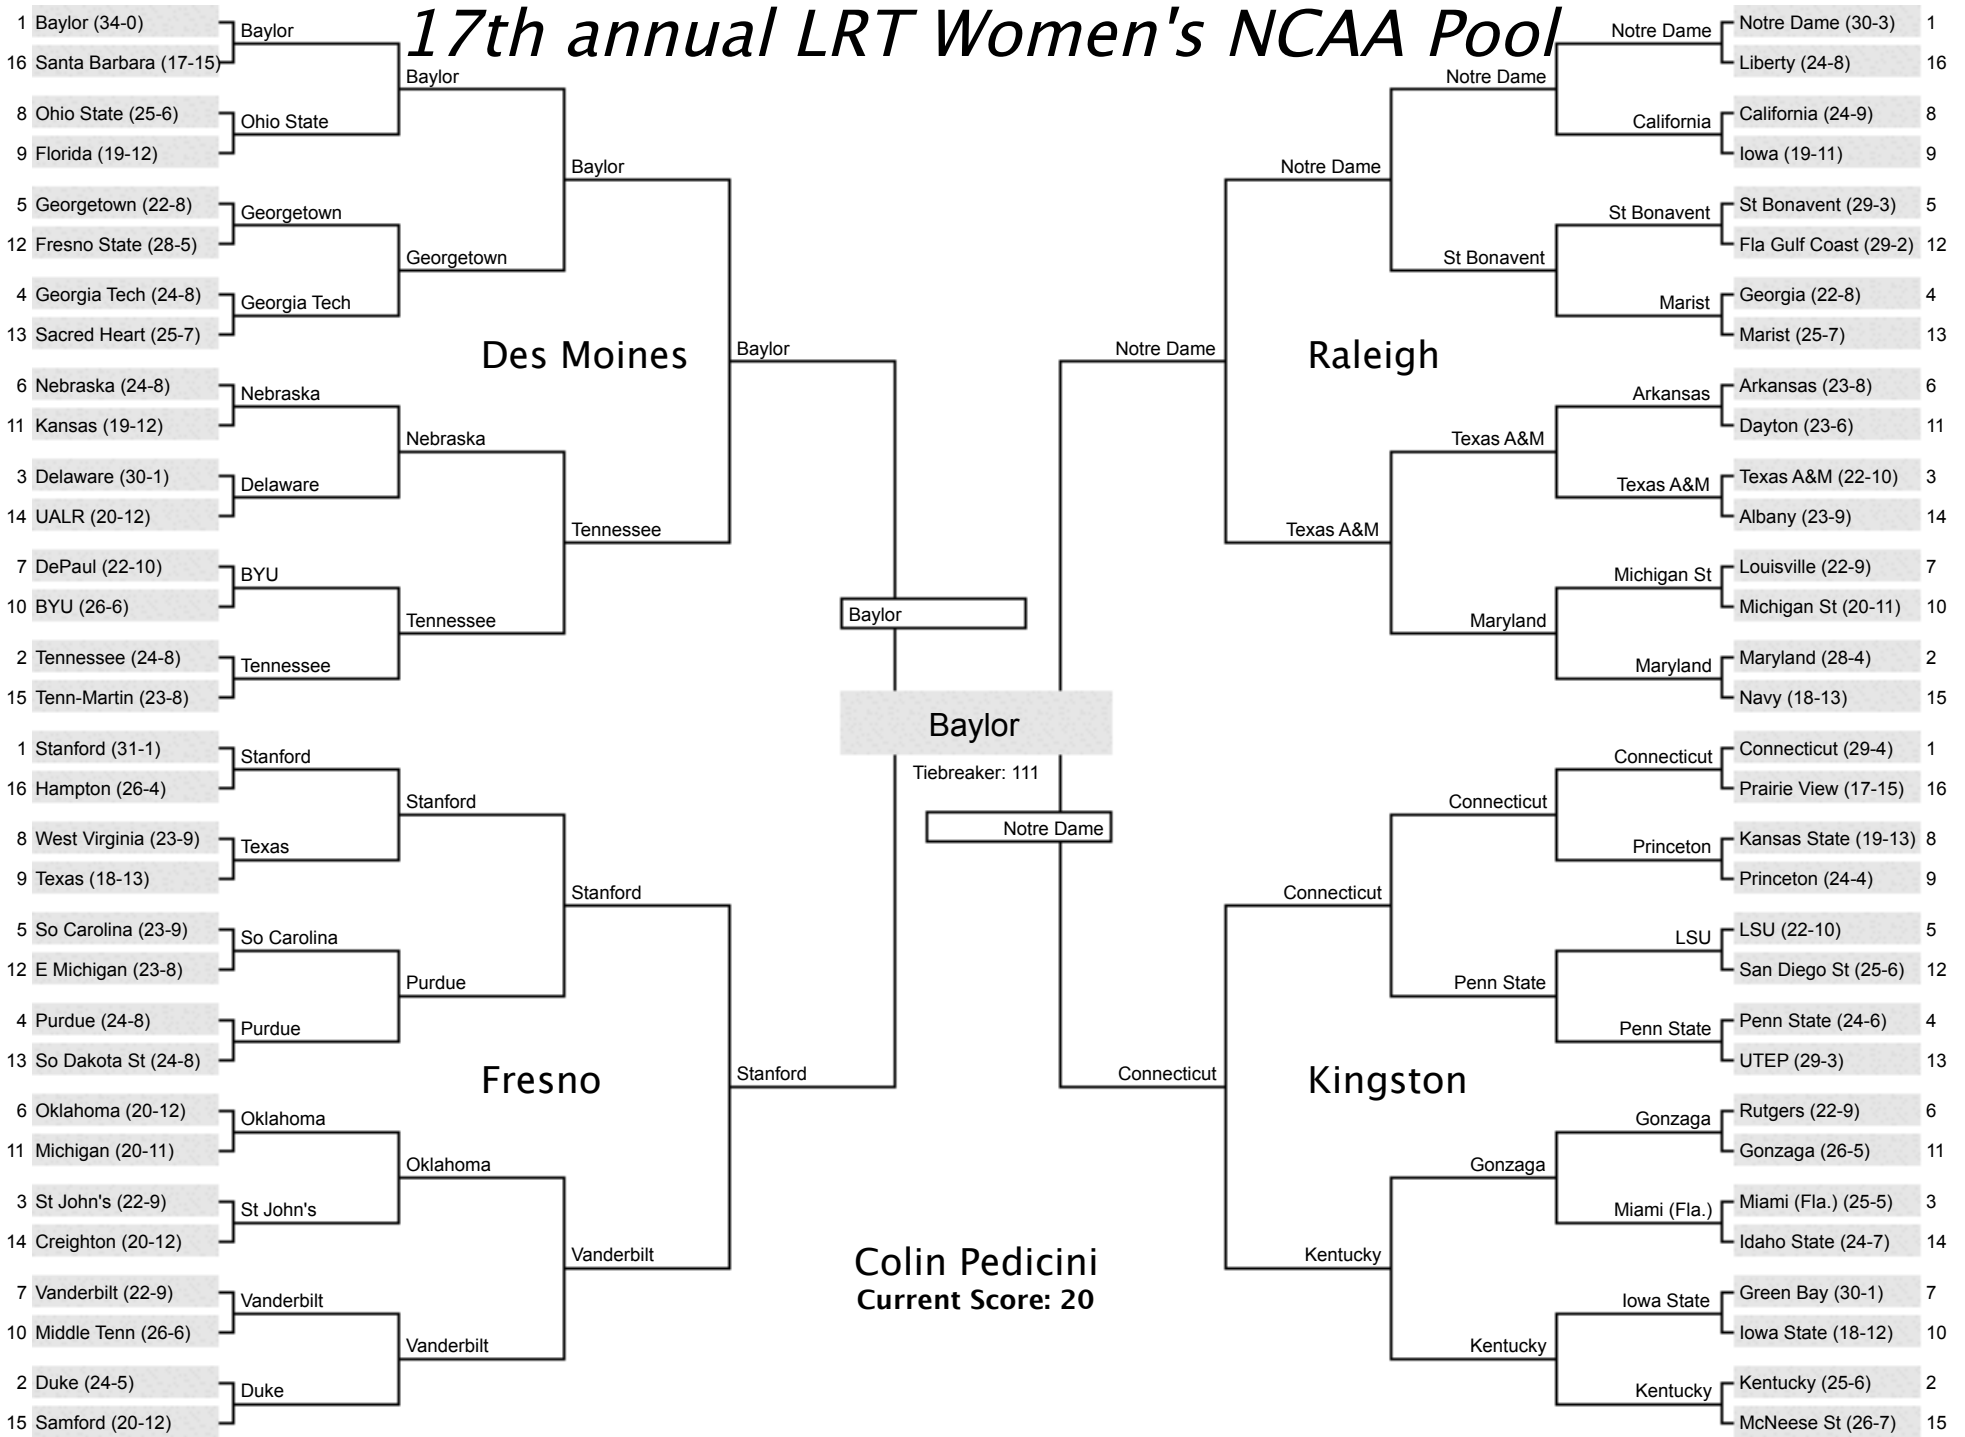 17th annual LRT Women's NCAA Pool
1 Baylor (34-0)
16 Santa Barbara (17-15)
8 Ohio State (25-6)
9 Florida (19-12)
5 Georgetown (22-8)
12 Fresno State (28-5)
4 Georgia Tech (24-8)
13 Sacred Heart (25-7)
6 Nebraska (24-8)
11 Kansas (19-12)
3 Delaware (30-1)
14 UALR (20-12)
7 DePaul (22-10)
10 BYU (26-6)
2 Tennessee (24-8)
15 Tenn-Martin (23-8)
Baylor
Ohio State
Georgetown
Georgia Tech
Nebraska
Delaware
BYU
Tennessee
Baylor
Georgetown
Nebraska
Tennessee
Baylor
Tennessee
Des Moines
Baylor
1 Stanford (31-1)
16 Hampton (26-4)
8 West Virginia (23-9)
9 Texas (18-13)
5 So Carolina (23-9)
12 E Michigan (23-8)
4 Purdue (24-8)
13 So Dakota St (24-8)
6 Oklahoma (20-12)
11 Michigan (20-11)
3 St John's (22-9)
14 Creighton (20-12)
7 Vanderbilt (22-9)
10 Middle Tenn (26-6)
2 Duke (24-5)
15 Samford (20-12)
Stanford
Texas
So Carolina
Purdue
Oklahoma
St John's
Vanderbilt
Duke
Stanford
Purdue
Oklahoma
Vanderbilt
Stanford
Vanderbilt
Fresno
Stanford
Baylor
Baylor
Tiebreaker: 111
Notre Dame
Colin Pedicini
Current Score: 20
Notre Dame
Raleigh
Notre Dame
Texas A&M
Notre Dame
St Bonavent
Texas A&M
Maryland
Notre Dame
California
St Bonavent
Marist
Arkansas
Texas A&M
Michigan St
Maryland
Notre Dame (30-3) 1
Liberty (24-8) 16
California (24-9) 8
Iowa (19-11) 9
St Bonavent (29-3) 5
Fla Gulf Coast (29-2) 12
Georgia (22-8) 4
Marist (25-7) 13
Arkansas (23-8) 6
Dayton (23-6) 11
Texas A&M (22-10) 3
Albany (23-9) 14
Louisville (22-9) 7
Michigan St (20-11) 10
Maryland (28-4) 2
Navy (18-13) 15
Connecticut
Kingston
Connecticut
Kentucky
Connecticut
Penn State
Gonzaga
Kentucky
Connecticut
Princeton
LSU
Penn State
Gonzaga
Miami (Fla.)
Iowa State
Kentucky
Connecticut (29-4) 1
Prairie View (17-15) 16
Kansas State (19-13) 8
Princeton (24-4) 9
LSU (22-10) 5
San Diego St (25-6) 12
Penn State (24-6) 4
UTEP (29-3) 13
Rutgers (22-9) 6
Gonzaga (26-5) 11
Miami (Fla.) (25-5) 3
Idaho State (24-7) 14
Green Bay (30-1) 7
Iowa State (18-12) 10
Kentucky (25-6) 2
McNeese St (26-7) 15